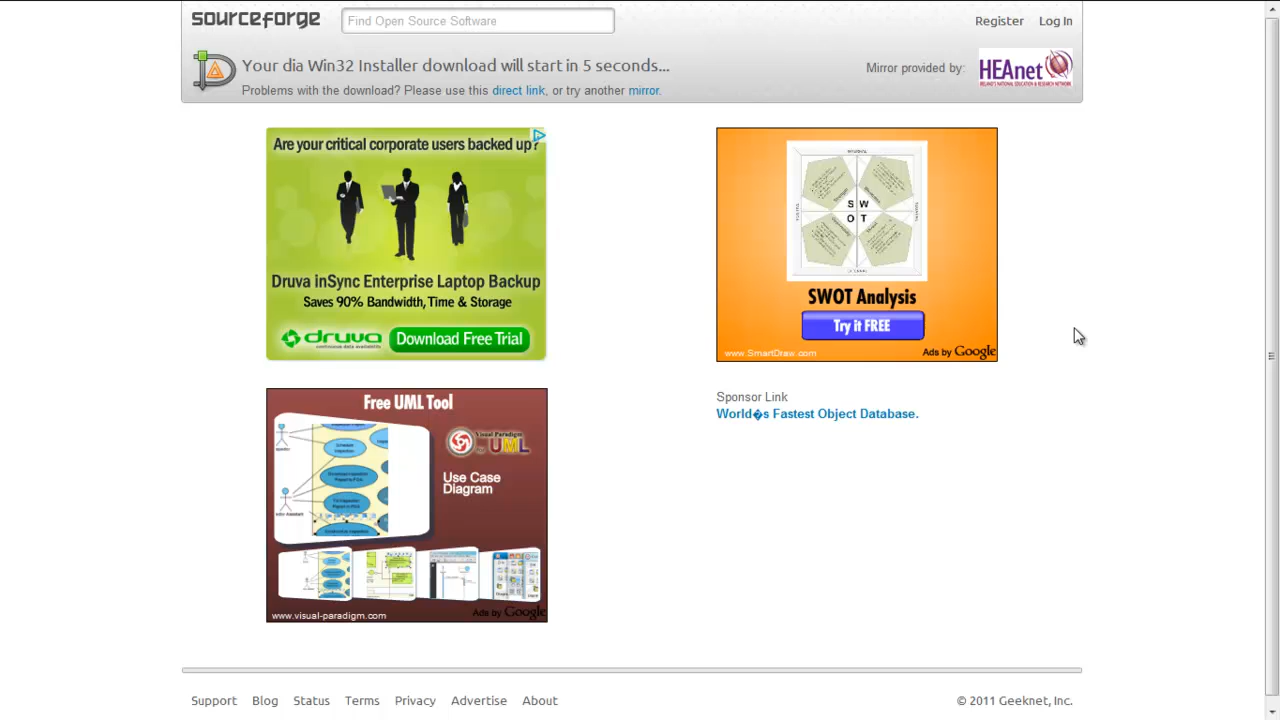 sourceforge
Find Open Source Software
Register
Log In
Your dia Win32 Installer download will start in 5 seconds...
Problems with the download? Please use this direct link, or try another mirror.
Mirror provided by:
HEAnet
Are your critical corporate users backed up?
Druva inSync Enterprise Laptop Backup
Saves 90% Bandwidth, Time & Storage
druva
Download Free Trial
S W
O T
SWOT Analysis
Try it FREE
www.SmartDraw.com
Ads by Google
Sponsor Link
World�s Fastest Object Database.
Free UML Tool
Visual Paradigm
UML
Use Case
Diagram
www.visual-paradigm.com
Ads by Google
Support
Blog
Status
Terms
Privacy
Advertise
About
© 2011 Geeknet, Inc.